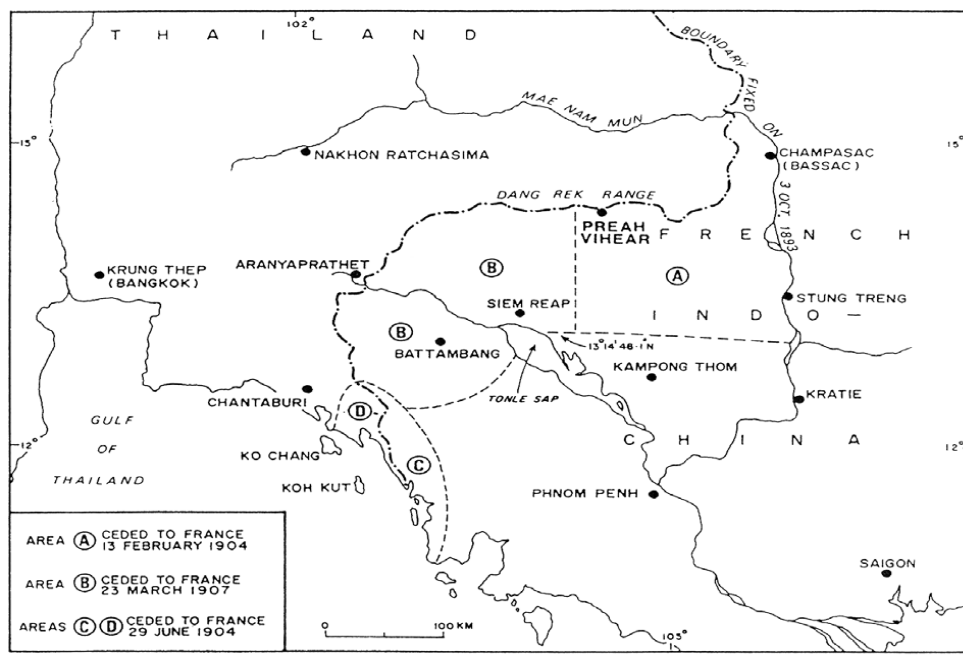 102°
THAILAND
BOUNDARY FIXED ON 3 OCT, 1893
MAE NAM MUN
15°
15°
NAKHON RATCHASIMA
CHAMPASAC
(BASSAC)
DANG REK RANGE
PREAH
VIHEAR
FRENCH
KRUNG THEP
(BANGKOK)
ARANYAPRATHET
B
A
SIEM REAP
STUNG TRENG
INDO-
B
BATTAMBANG
13°14'48·1"N
KAMPONG THOM
TONLE SAP
CHANTABURI
KRATIE
D
GULF
OF
THAILAND
CHINA
12°
12°
KO CHANG
C
KOH KUT
PHNOM PENH
AREA A CEDED TO FRANCE
13 FEBRUARY 1904
AREA B CEDED TO FRANCE
23 MARCH 1907
AREAS C D CEDED TO FRANCE
29 JUNE 1904
SAIGON
0 100 KM
105°